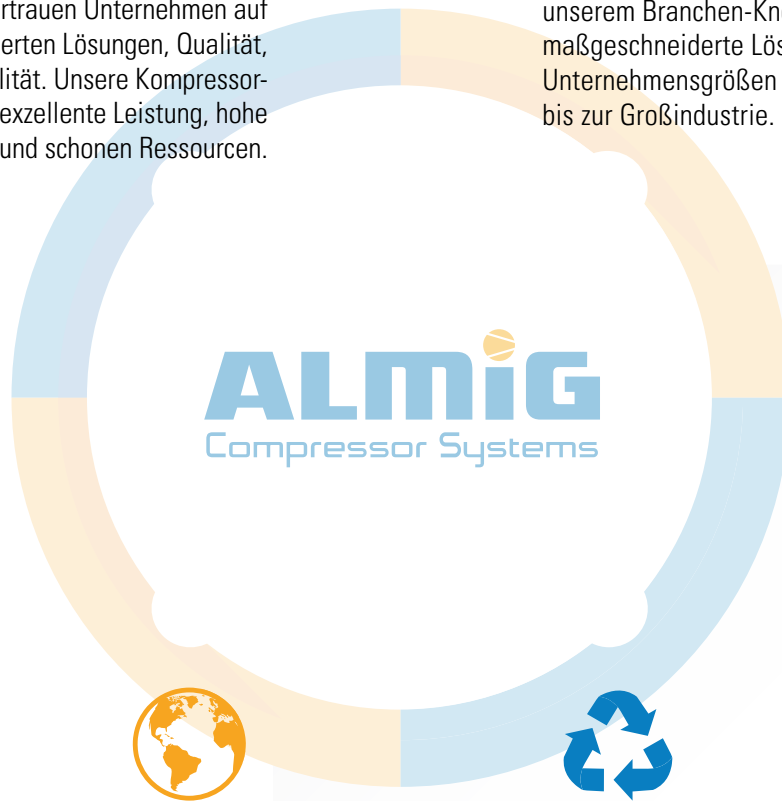 rtrauen Unternehmen auf
erten Lösungen, Qualität,
lität. Unsere Kompressor-
exzellente Leistung, hohe
und schonen Ressourcen.
unserem Branchen-Kn
maßgeschneiderte Lös
Unternehmensgrößen
bis zur Großindustrie.
ALMiG
Compressor Systems